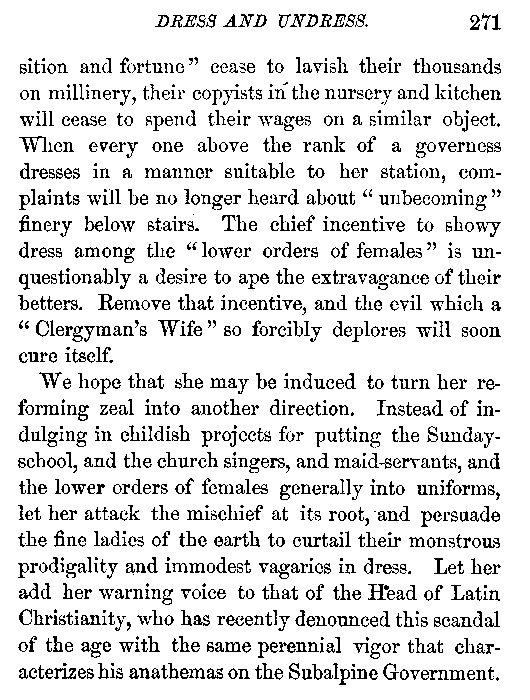 DRESS AND UNDRESS. 271
sition and fortune" cease to lavish their thousands
on millinery, their copyists in the nursery and kitchen
will cease to spend their wages on a similar object.
When every one above the rank of a governess
dresses in a manner suitable to her station, com-
plaints will be no longer heard about "unbecoming"
finery below stairs. The chief incentive to showy
dress among the "lower orders of females" is un-
questionably a desire to ape the extravagance of their
betters. Remove that incentive, and the evil which a
"Clergyman's Wife" so forcibly deplores will soon
cure itself.
We hope that she may be induced to turn her re-
forming zeal into another direction. Instead of in-
dulging in childish projects for putting the Sunday-
school, and the church singers, and maid-servants, and
the lower orders of females generally into uniforms,
let her attack the mischief at its root, and persuade
the fine ladies of the earth to curtail their monstrous
prodigality and immodest vagaries in dress. Let her
add her warning voice to that of the Head of Latin
Christianity, who has recently denounced this scandal
of the age with the same perennial vigor that char-
acterizes his anathemas on the Subalpine Government.